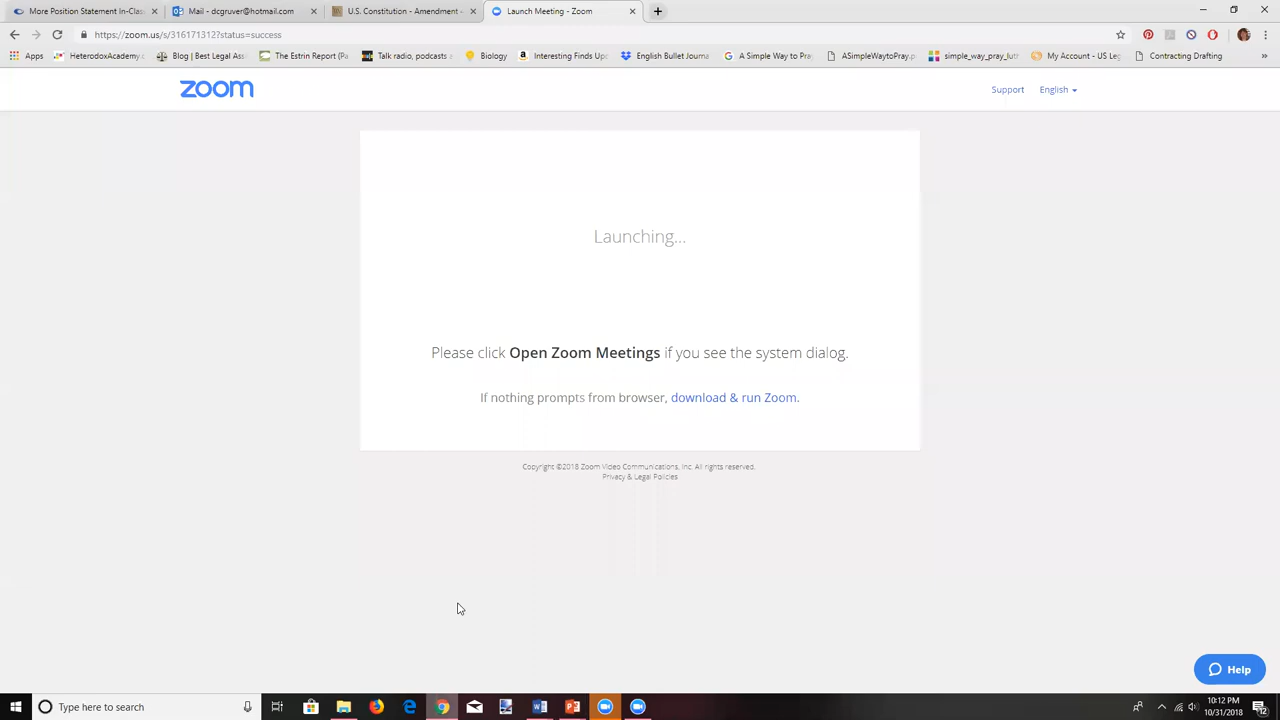 More Position Statement In-Clas
Mail - dcgruver@hotmail.com
U.S. Constitution - Amendment
Launch Meeting - Zoom
https://zoom.us/s/316171312?status=success
Apps
HeterodoxAcademy.
Blog | Best Legal Ass
The Estrin Report (Pa
Talk radio, podcasts
Biology
Interesting Finds Upd
English Bullet Journa
A Simple Way to Pray
ASimpleWaytoPray.p
simple_way_pray_luth
My Account - US Leg
Contracting Drafting
»
zoom
Support
English
Launching...
Please click Open Zoom Meetings if you see the system dialog.
If nothing prompts from browser, download & run Zoom.
Copyright ©2018 Zoom Video Communications, Inc. All rights reserved.
Privacy & Legal Policies
Help
Type here to search
10:12 PM
10/31/2018